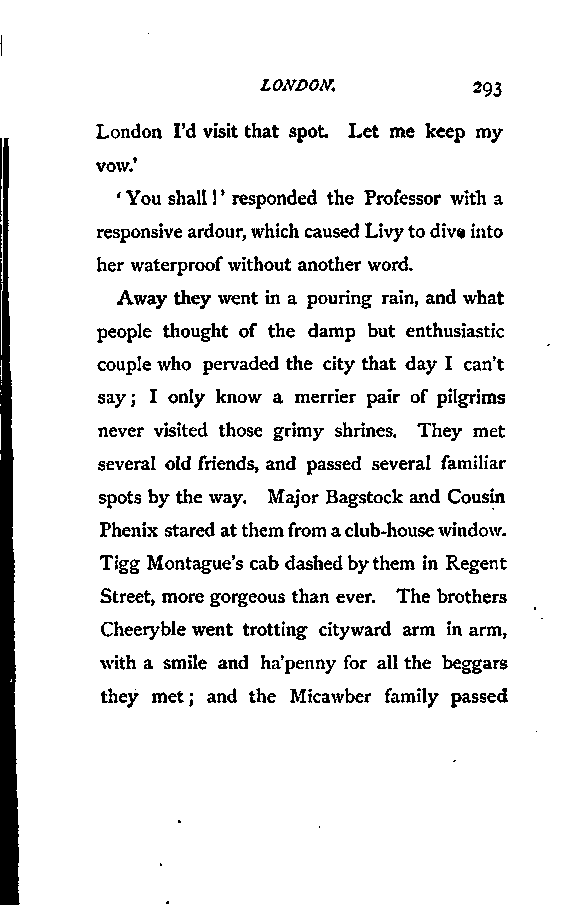 LONDON. 293
London I'd visit that spot. Let me keep my
vow.'
'You shall!' responded the Professor with a
responsive ardour, which caused Livy to dive into
her waterproof without another word.
Away they went in a pouring rain, and what
people thought of the damp but enthusiastic
couple who pervaded the city that day I can't
say; I only know a merrier pair of pilgrims
never visited those grimy shrines. They met
several old friends, and passed several familiar
spots by the way. Major Bagstock and Cousin
Phenix stared at them from a club-house window.
Tigg Montague's cab dashed by them in Regent
Street, more gorgeous than ever. The brothers
Cheeryble went trotting cityward arm in arm,
with a smile and ha'penny for all the beggars
they met; and the Micawber family passed